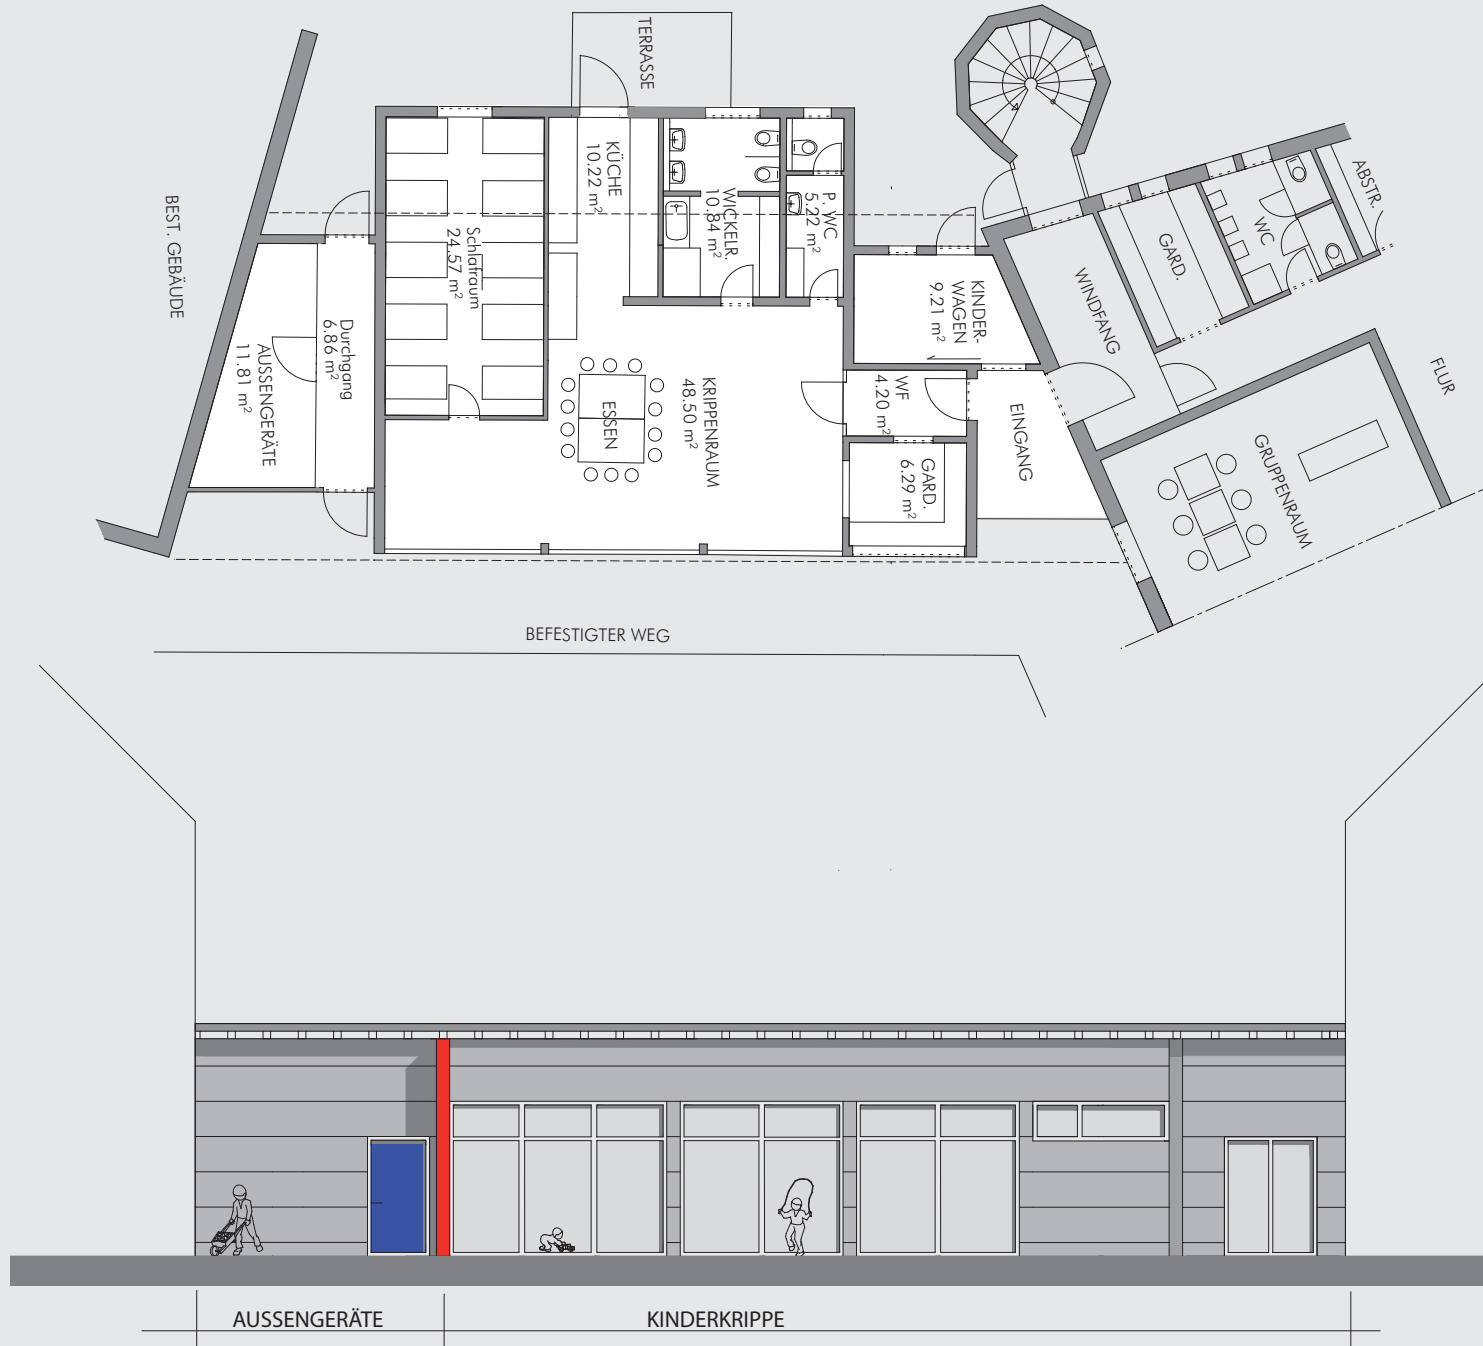 TERRASSE
BEST. GEBÄUDE
KÜCHE
10.22 m²
WICKELR.
10.84 m²
P. WC
5.22 m²
Schlafraum
24.57 m²
Durchgang
6.86 m²
AUSSENGERÄTE
11.81 m²
ESSEN
KRIPPENRAUM
48.50 m²
KINDER-
WAGEN
9.21 m²
WF
4.20 m²
GARD.
6.29 m²
EINGANG
WINDFANG
GARD.
WC
ABSTR.
FLUR
GRUPPENRAUM
BEFESTIGTER WEG
AUSSENGERÄTE
KINDERKRIPPE